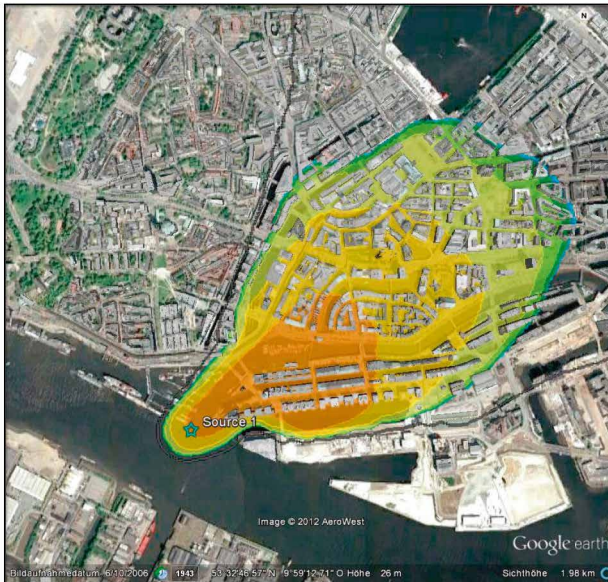 N
Source 1
Image © 2012 AeroWest
Google earth
Bildaufnahmedatum 6/10/2006 1943 53°32'46.57" N 9°59'12.71" O Höhe 26 m Sichthöhe 1.98 km